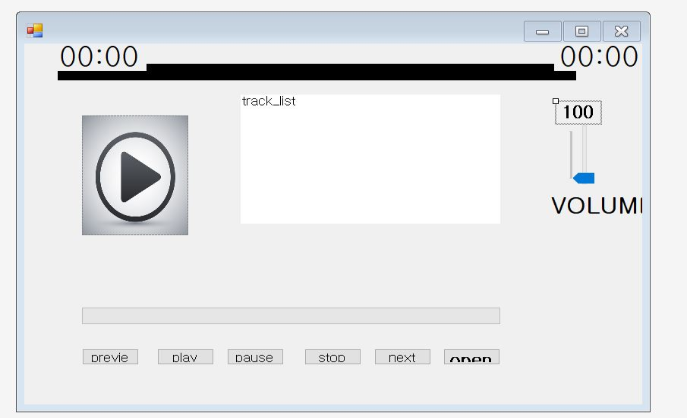 00:00 00:00
track_list
100
VOLUM
previe play pause stop next open